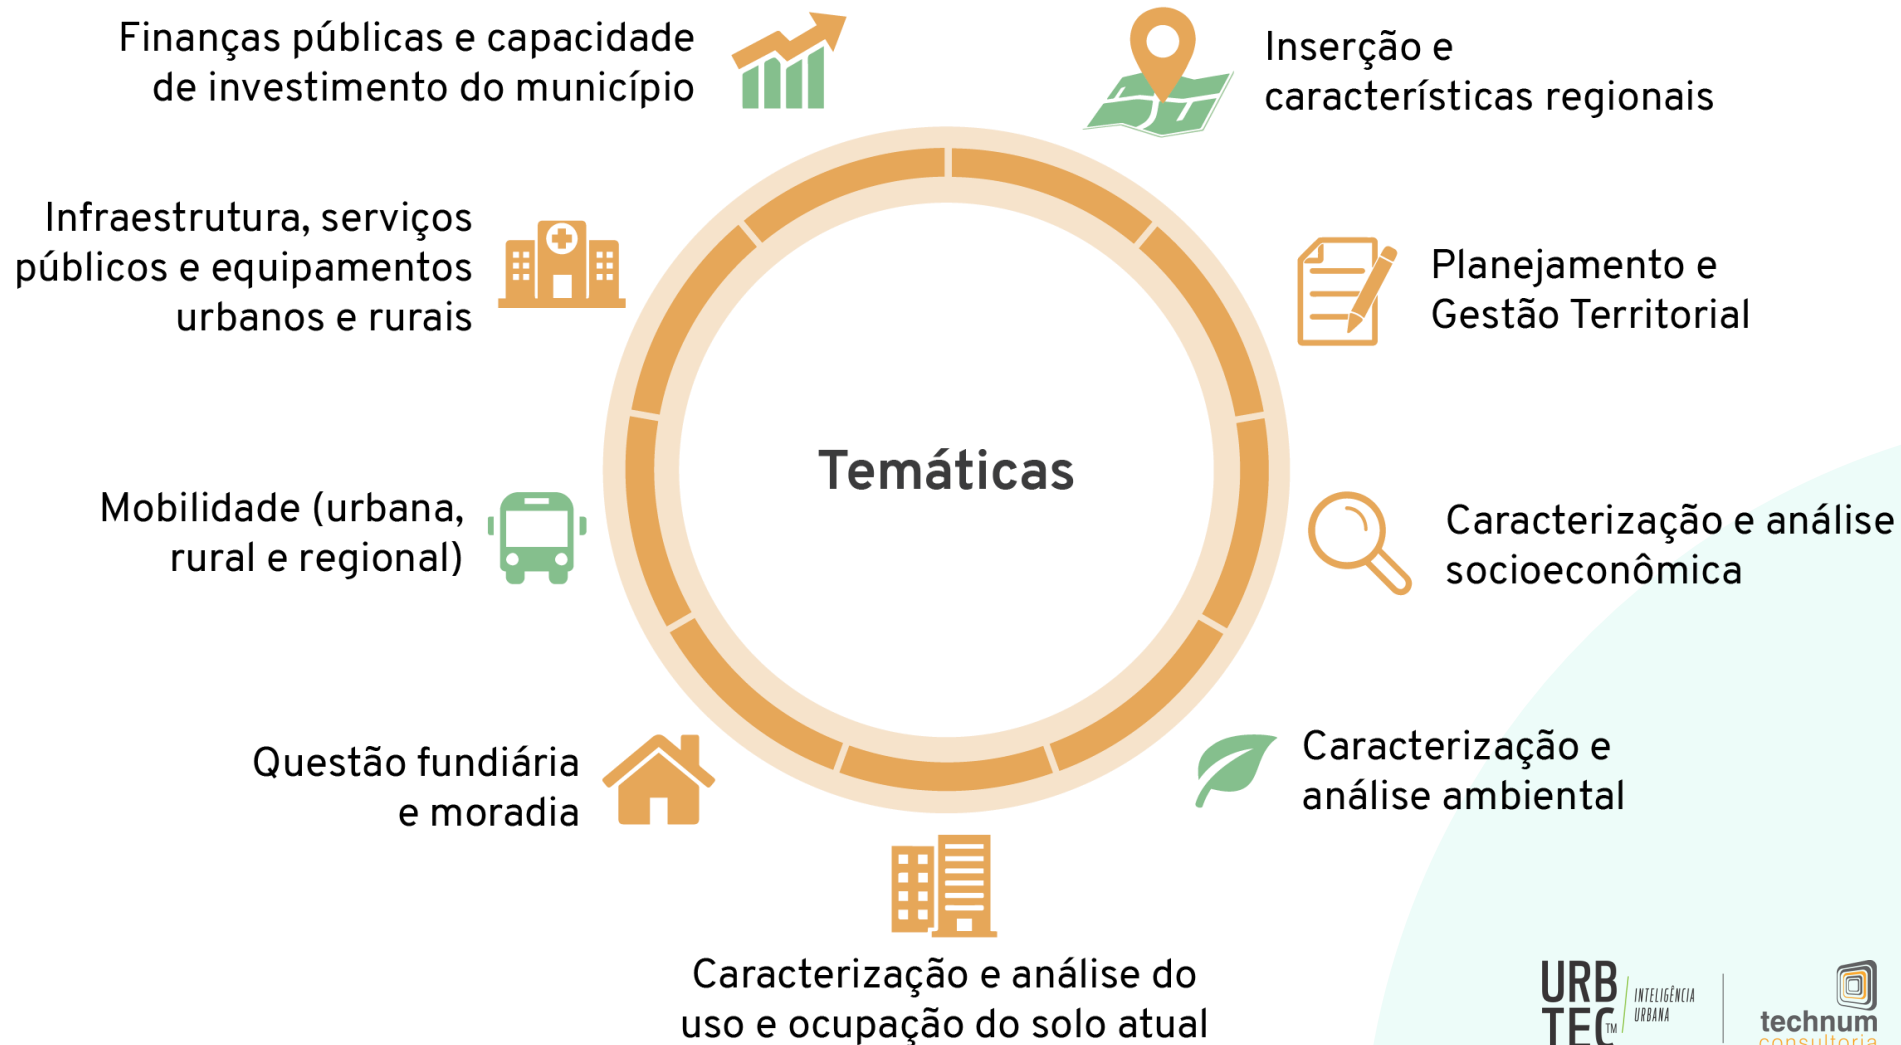 Finanças públicas e capacidade
de investimento do município
Inserção e
características regionais
Infraestrutura, serviços
públicos e equipamentos
urbanos e rurais
Planejamento e
Gestão Territorial
Temáticas
Mobilidade (urbana,
rural e regional)
Caracterização e análise
socioeconômica
Questão fundiária
e moradia
Caracterização e
análise ambiental
Caracterização e análise do
uso e ocupação do solo atual
URB
TEC™
INTELIGÊNCIA
URBANA
technum
consultoria